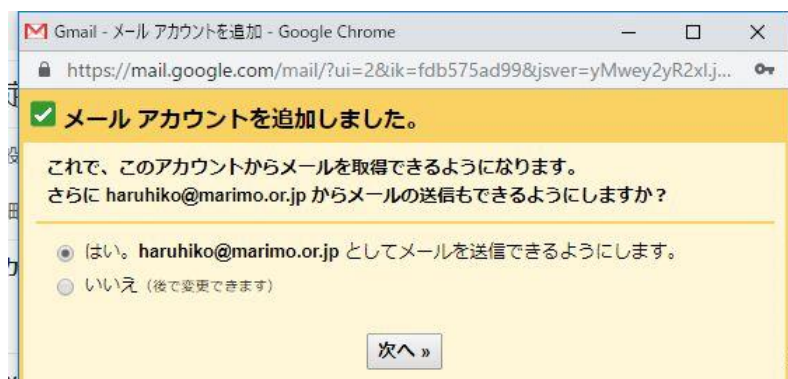 Gmail - メール アカウントを追加 - Google Chrome
https://mail.google.com/mail/?ui=2&ik=fdb575ad99&jsver=yMwey2yR2xl.j...
メール アカウントを追加しました。
これで、このアカウントからメールを取得できるようになります。
さらに haruhiko@marimo.or.jp からメールの送信もできるようにしますか？
はい。haruhiko@marimo.or.jp としてメールを送信できるようにします。
いいえ（後で変更できます）
次へ »